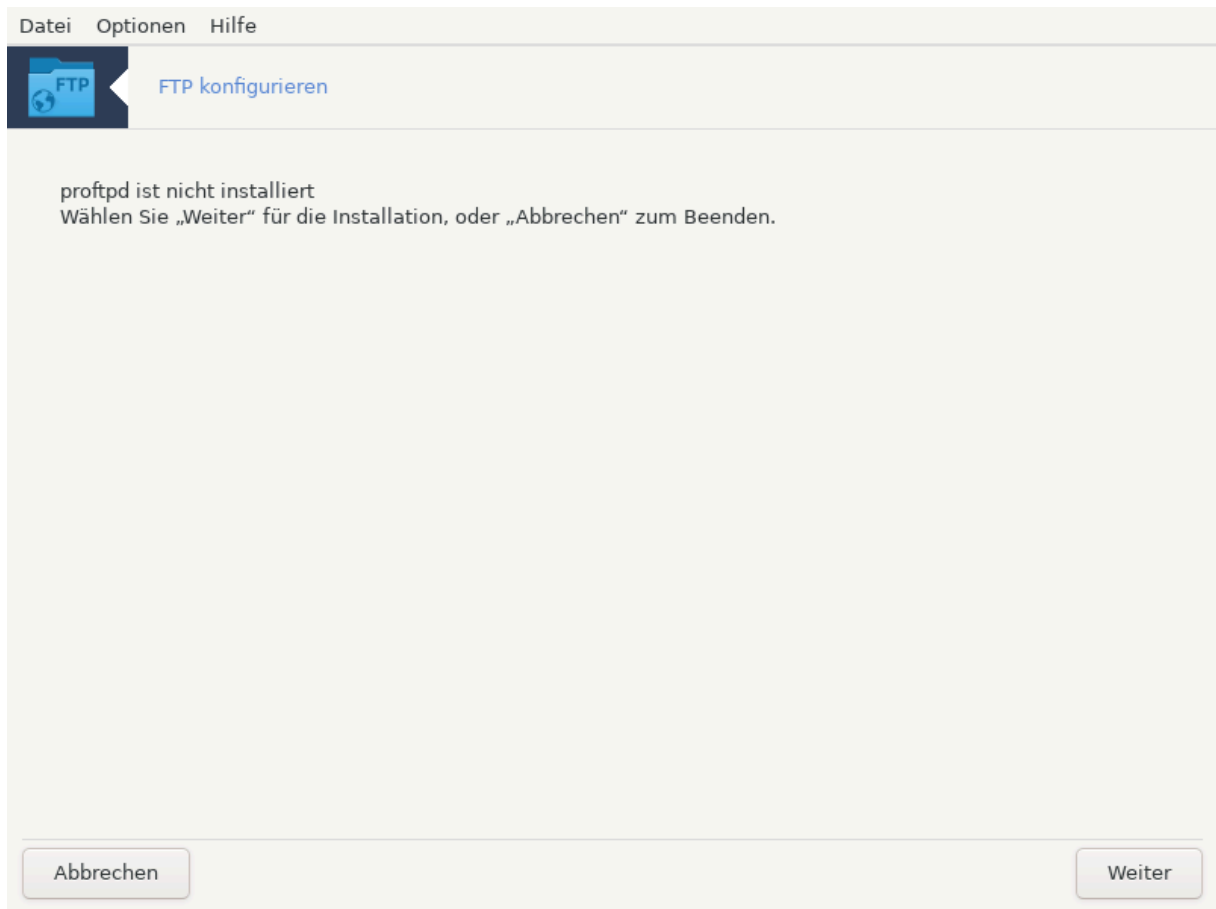 Datei Optionen Hilfe
FTP
FTP konfigurieren
proftpd ist nicht installiert
Wählen Sie „Weiter“ für die Installation, oder „Abbrechen“ zum Beenden.
Abbrechen Weiter